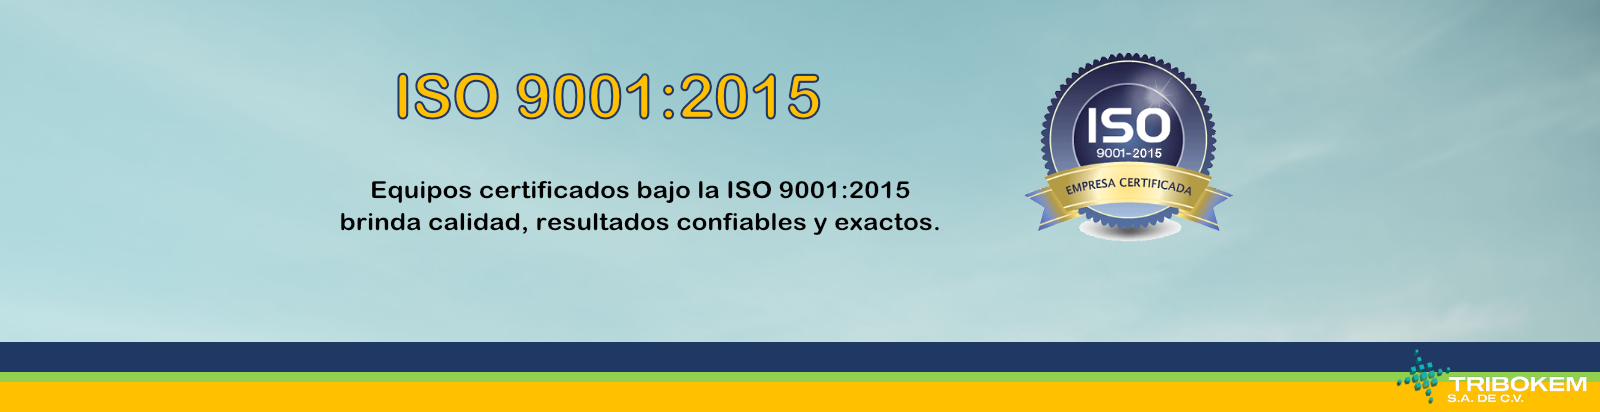 ISO 9001:2015
Equipos certificados bajo la ISO 9001:2015
brinda calidad, resultados confiables y exactos.
ISO
9001-2015
EMPRESA CERTIFICADA
TRIBOKEM
S.A. DE C.V.